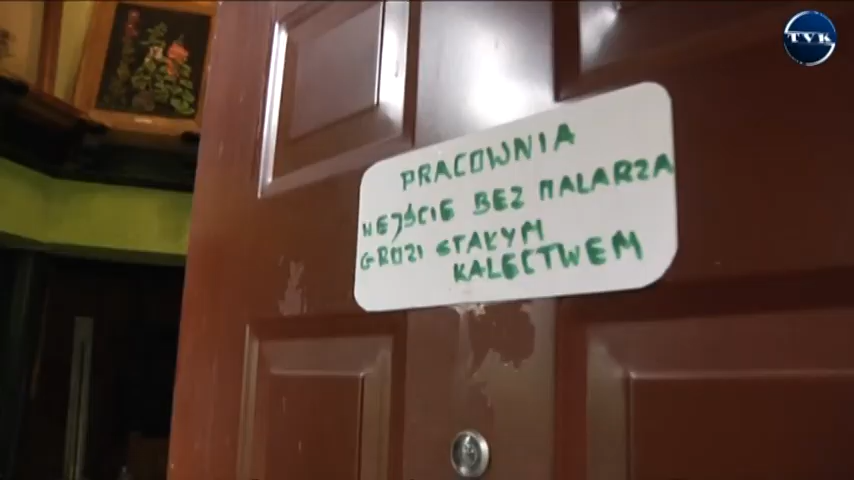 TVK
PRACOWNIA
WEJŚCIE BEZ MALARZA
GROZI STAŁYM
KALECTWEM